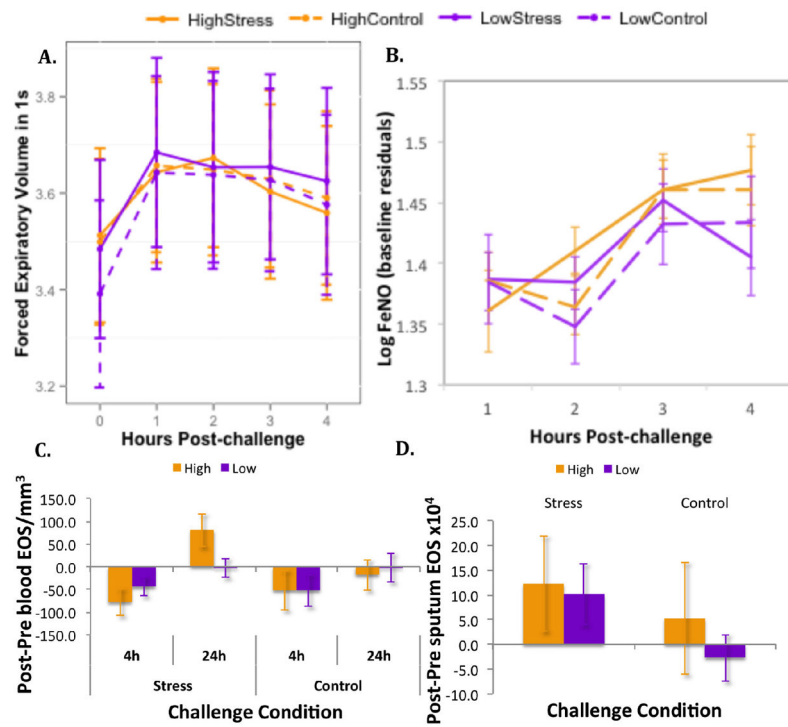 HighStress HighControl LowStress LowControl
A.
Forced Expiratory Volume in 1s
3.8
3.6
3.4
3.2
0 1 2 3 4
Hours Post-challenge
B.
Log FeNO (baseline residuals)
1.55
1.5
1.45
1.4
1.35
1.3
1 2 3 4
Hours Post-challenge
C.
High Low
Post-Pre blood EOS/mm³
150.0
100.0
50.0
0.0
-50.0
-100.0
-150.0
4h 24h 4h 24h
Stress Control
Challenge Condition
D.
High Low
Stress Control
Post-Pre sputum EOS x10⁴
25.0
20.0
15.0
10.0
5.0
0.0
-5.0
-10.0
Challenge Condition